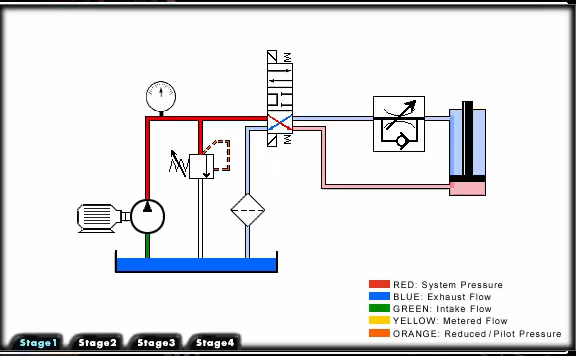 RED: System Pressure
BLUE: Exhaust Flow
GREEN: Intake Flow
YELLOW: Metered Flow
ORANGE: Reduced/Pilot Pressure
Stage1 Stage2 Stage3 Stage4